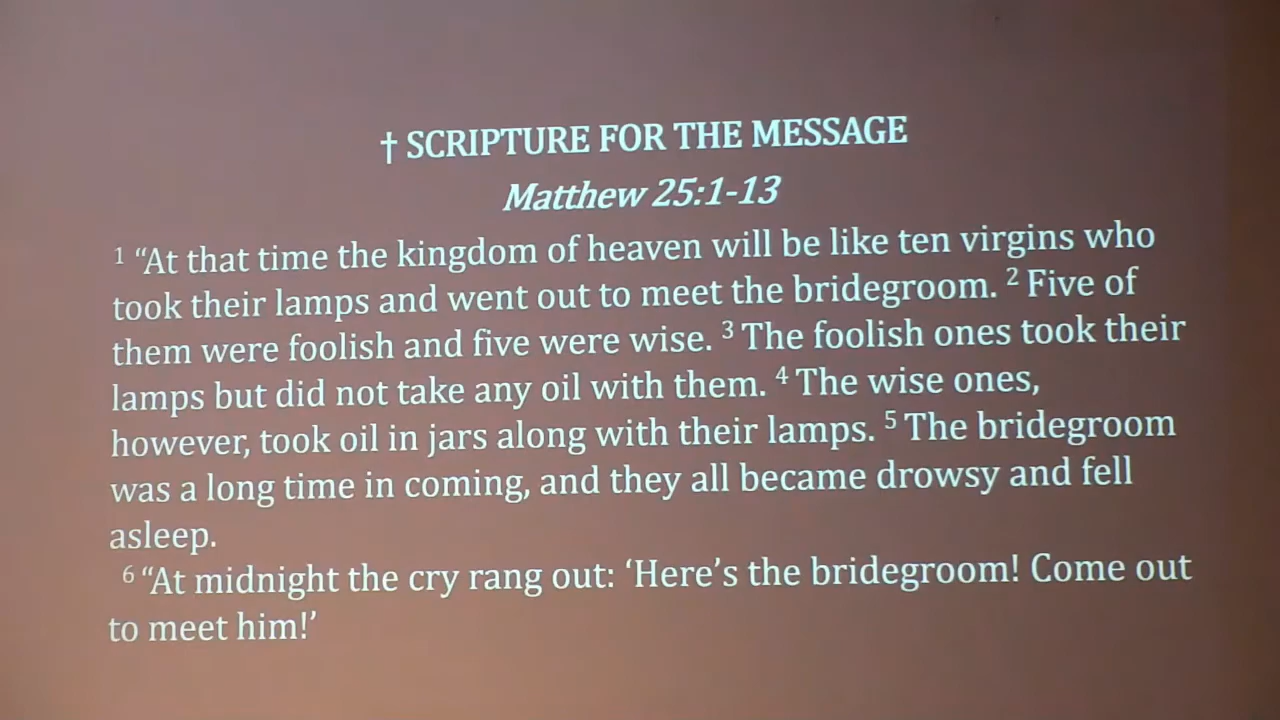 † SCRIPTURE FOR THE MESSAGE
Matthew 25:1-13
¹ “At that time the kingdom of heaven will be like ten virgins who
took their lamps and went out to meet the bridegroom. ² Five of
them were foolish and five were wise. ³ The foolish ones took their
lamps but did not take any oil with them. ⁴ The wise ones,
however, took oil in jars along with their lamps. ⁵ The bridegroom
was a long time in coming, and they all became drowsy and fell
asleep.
⁶ “At midnight the cry rang out: ‘Here’s the bridegroom! Come out
to meet him!’